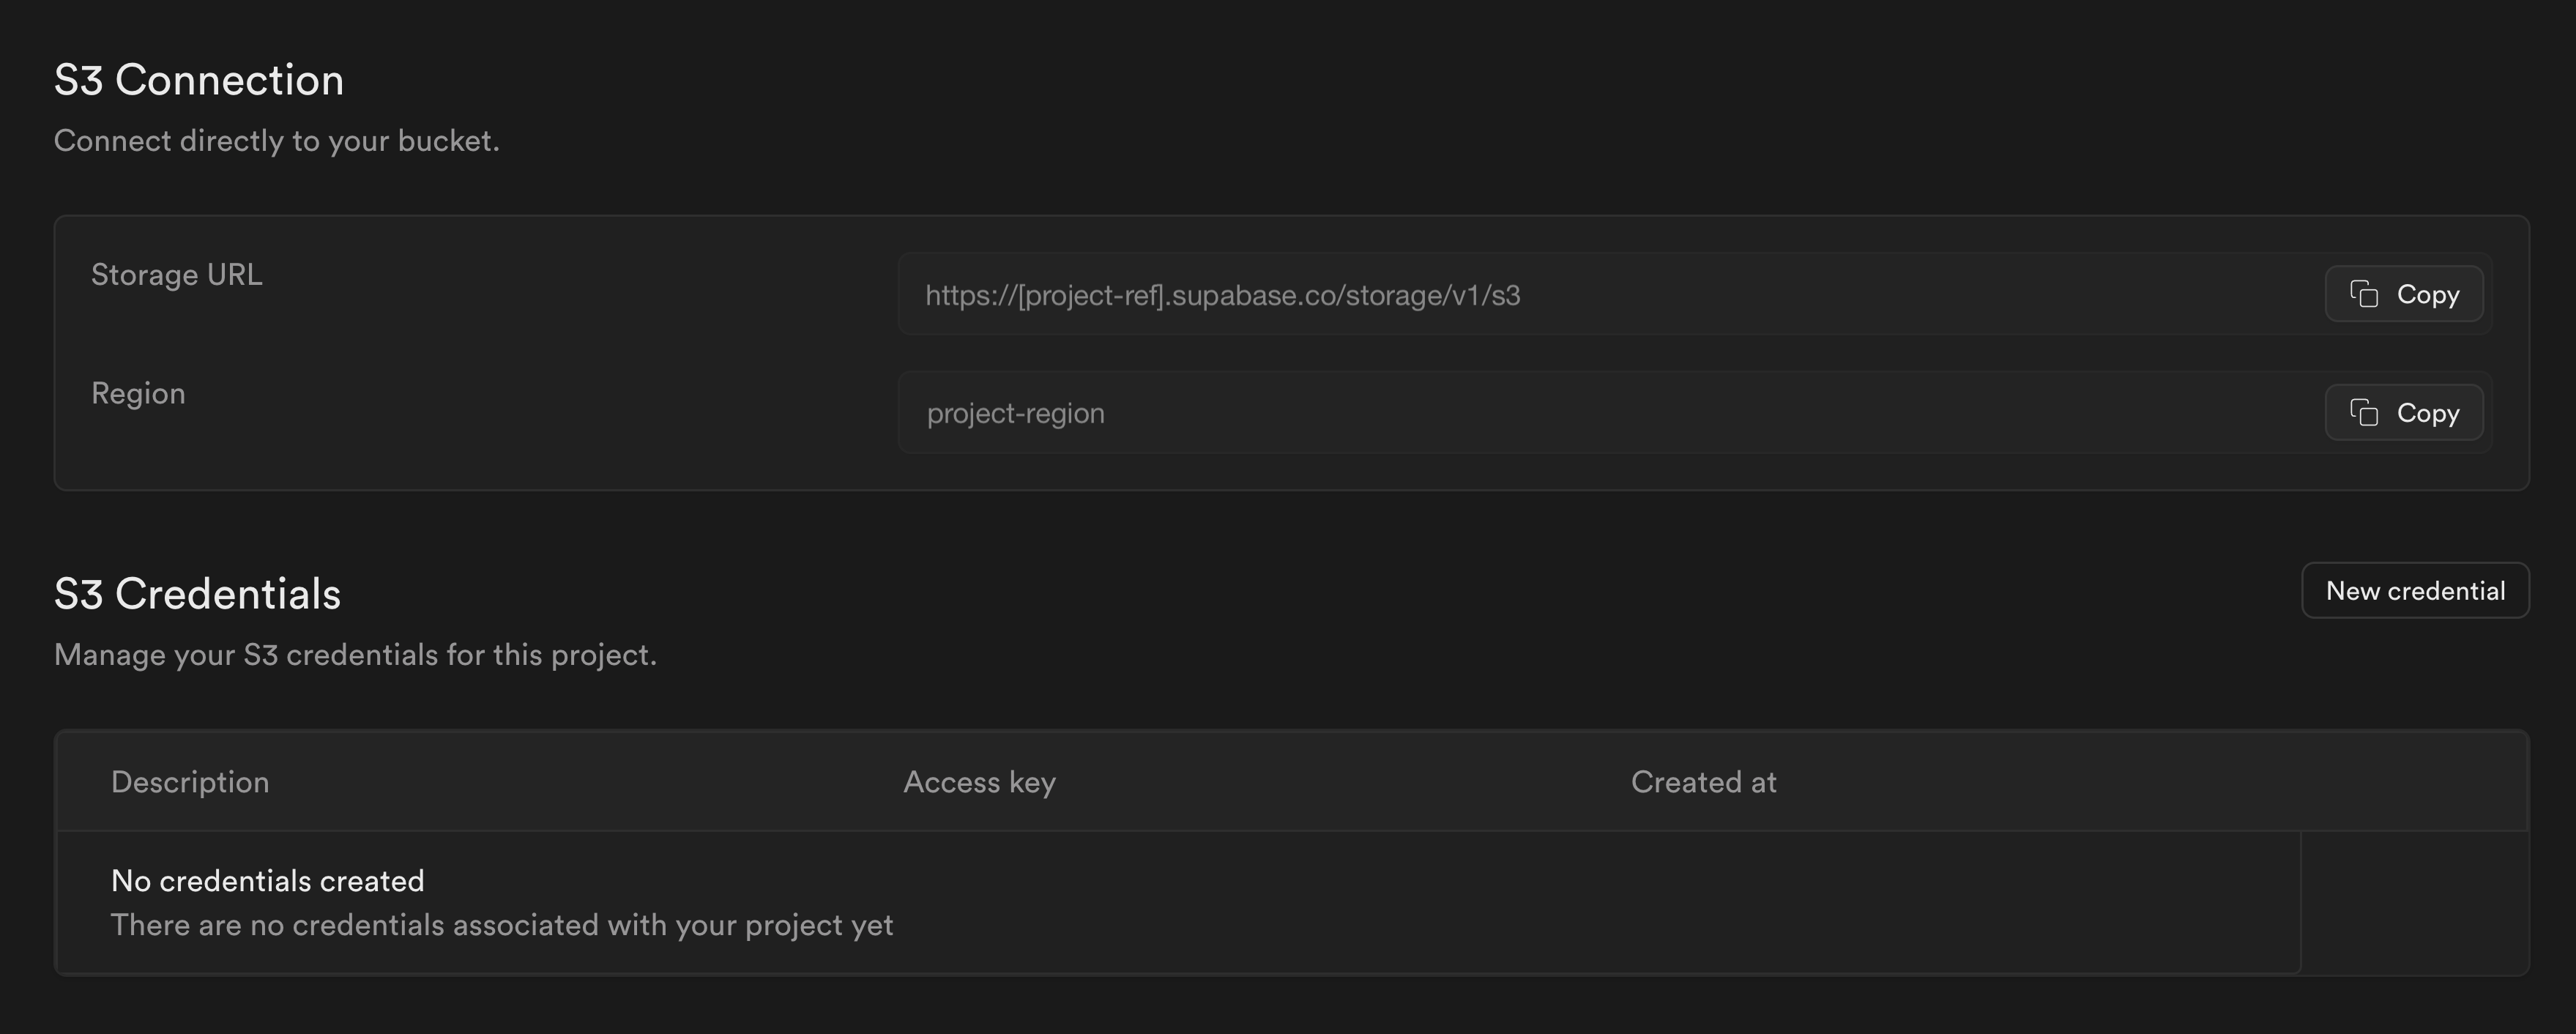 S3 Connection
Connect directly to your bucket.
Storage URL
https://[project-ref].supabase.co/storage/v1/s3
Copy
Region
project-region
Copy
S3 Credentials
New credential
Manage your S3 credentials for this project.
Description Access key Created at
No credentials created
There are no credentials associated with your project yet